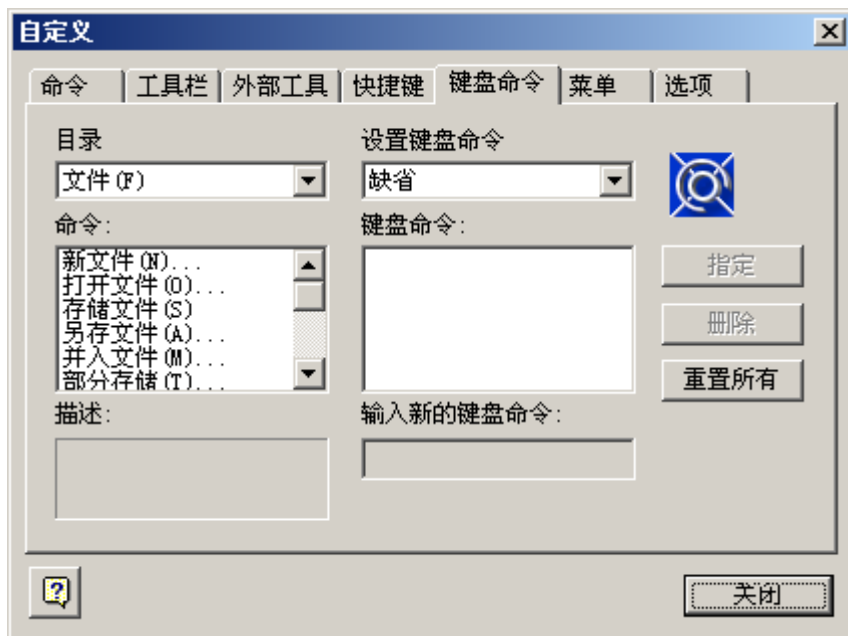 自定义
命令 工具栏 外部工具 快捷键 键盘命令 菜单 选项
目录 设置键盘命令
文件(F) 缺省
命令: 键盘命令:
新文件(N)... 指定
打开文件(O)...
存储文件(S)
另存文件(A)... 删除
并入文件(M)...
部分存储(T)... 重置所有
描述: 输入新的键盘命令:
? 关闭